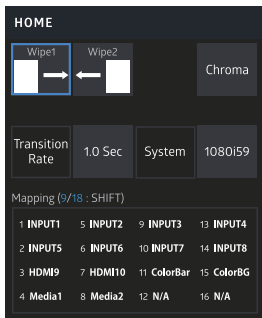 HOME
Wipe1 Wipe2
Chroma
Transition Rate 1.0 Sec System 1080i59
Mapping (9/18 : SHIFT)
1 INPUT1 5 INPUT2 9 INPUT3 13 INPUT4
2 INPUT5 6 INPUT6 10 INPUT7 14 INPUT8
3 HDMI9 7 HDMI10 11 ColorBar 15 ColorBG
4 Media1 8 Media2 12 N/A 16 N/A